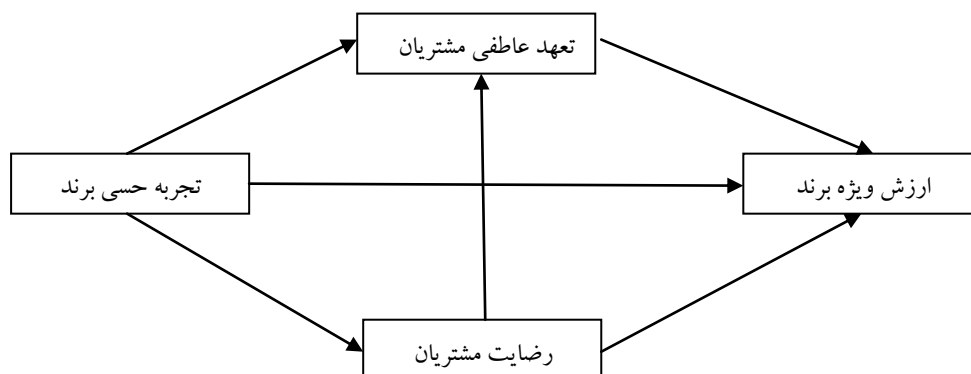 تعهد عاطفی مشتریان
ارزش ویژه برند
تجربه حسی برند
رضایت مشتریان